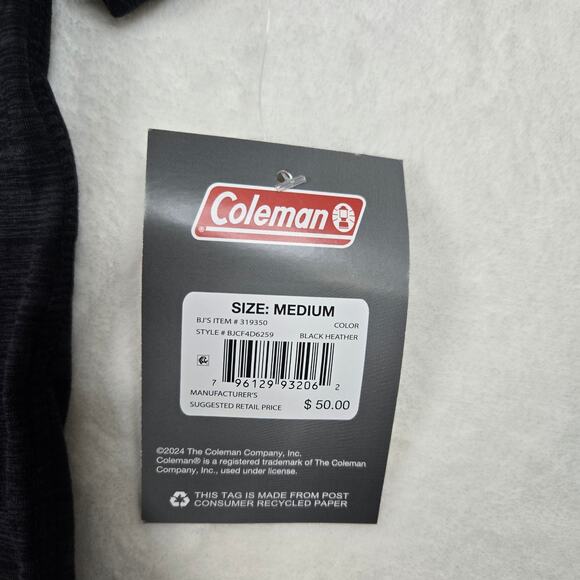 Coleman
®
SIZE: MEDIUM
BJ'S ITEM # 319350 COLOR
STYLE # BJCF4D6259 BLACK HEATHER
7 96129 93206 2
MANUFACTURER'S
SUGGESTED RETAIL PRICE $ 50.00
©2024 The Coleman Company, Inc.
Coleman® is a registered trademark of The Coleman
Company, Inc., used under license.
THIS TAG IS MADE FROM POST
CONSUMER RECYCLED PAPER